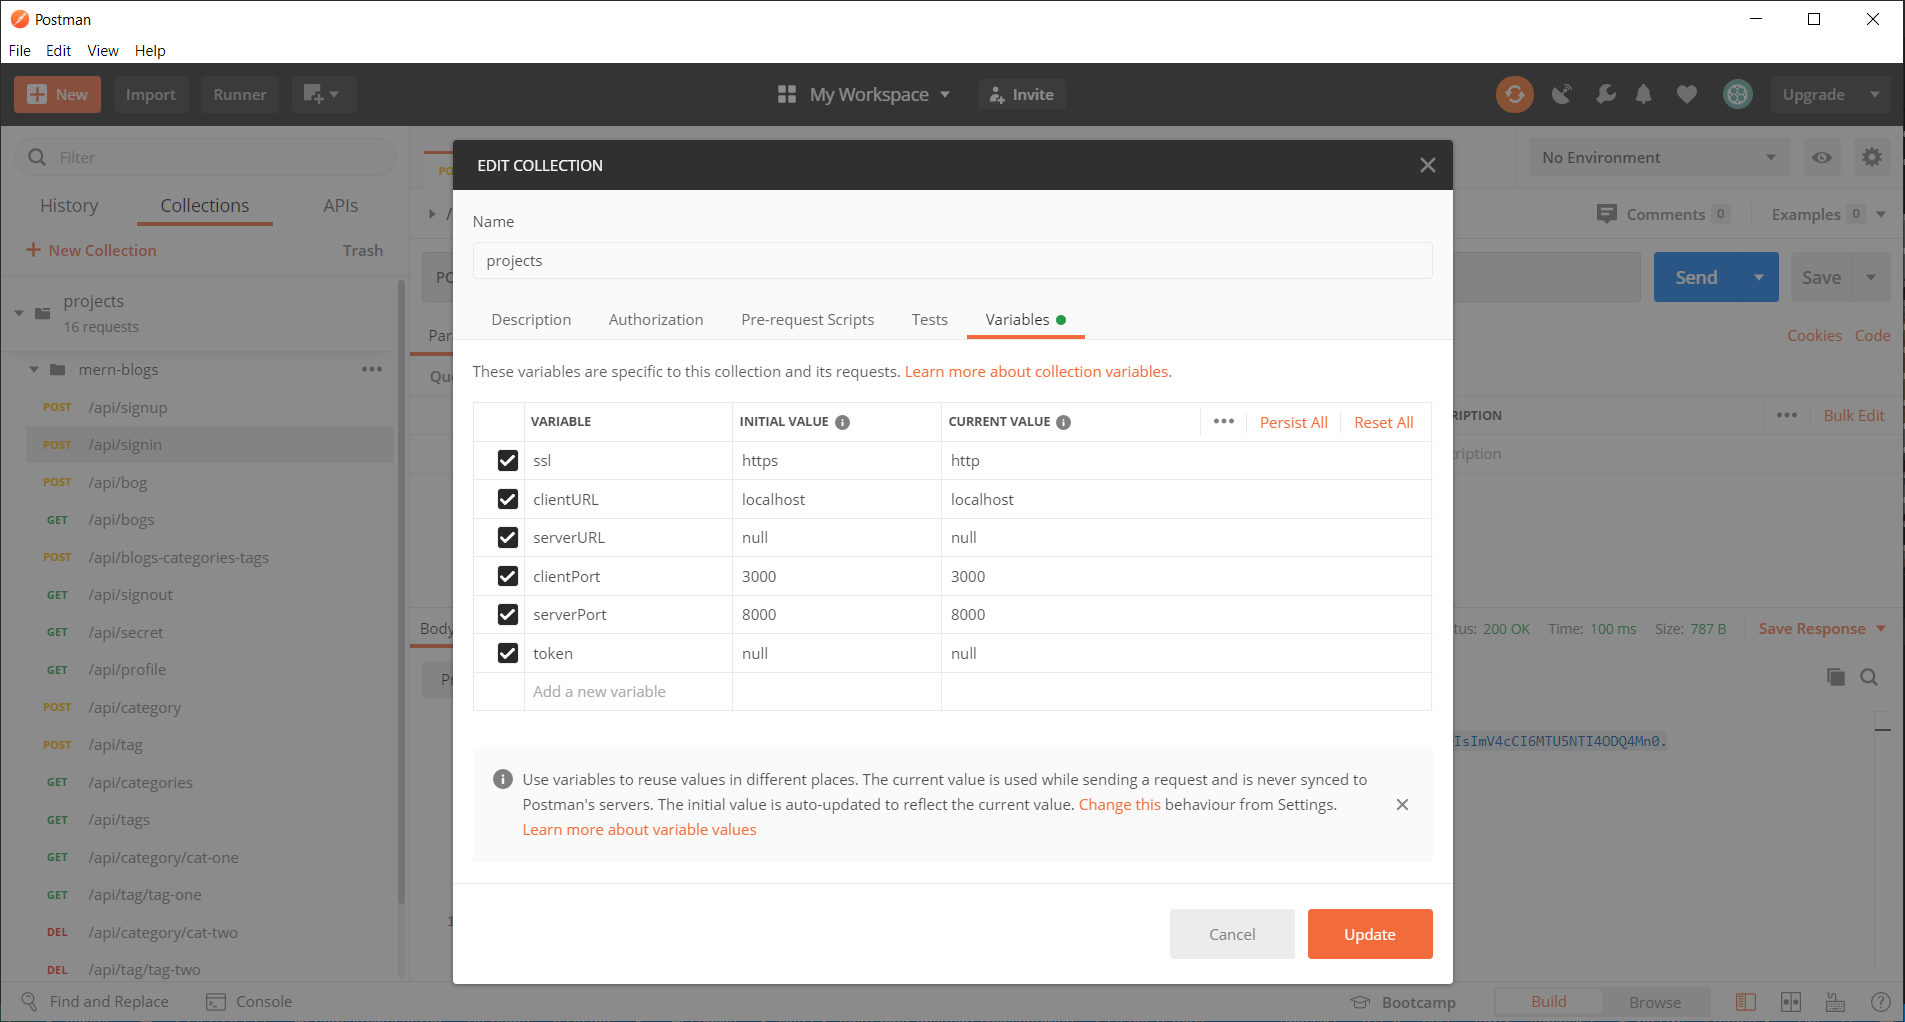 Postman
File Edit View Help
New Import Runner My Workspace Invite Upgrade
Filter
History Collections APIs
New Collection Trash
projects
16 requests
mern-blogs
POST /api/signup
POST /api/signin
POST /api/bog
GET /api/bogs
POST /api/blogs-categories-tags
GET /api/signout
GET /api/secret
GET /api/profile
POST /api/category
POST /api/tag
GET /api/categories
GET /api/tags
GET /api/category/cat-one
GET /api/tag/tag-one
DEL /api/category/cat-two
DEL /api/tag/tag-two
EDIT COLLECTION
Name
projects
Description Authorization Pre-request Scripts Tests Variables
These variables are specific to this collection and its requests. Learn more about collection variables.
VARIABLE INITIAL VALUE CURRENT VALUE Persist All Reset All
ssl https http
clientURL localhost localhost
serverURL null null
clientPort 3000 3000
serverPort 8000 8000
token null null
Add a new variable
Use variables to reuse values in different places. The current value is used while sending a request and is never synced to
Postman's servers. The initial value is auto-updated to reflect the current value. Change this behaviour from Settings.
Learn more about variable values
Cancel Update
No Environment
Comments 0 Examples 0
Send Save
Cookies Code
Bulk Edit
200 OK Time: 100 ms Size: 787 B Save Response
Body
1
Find and Replace Console Bootcamp Build Browse